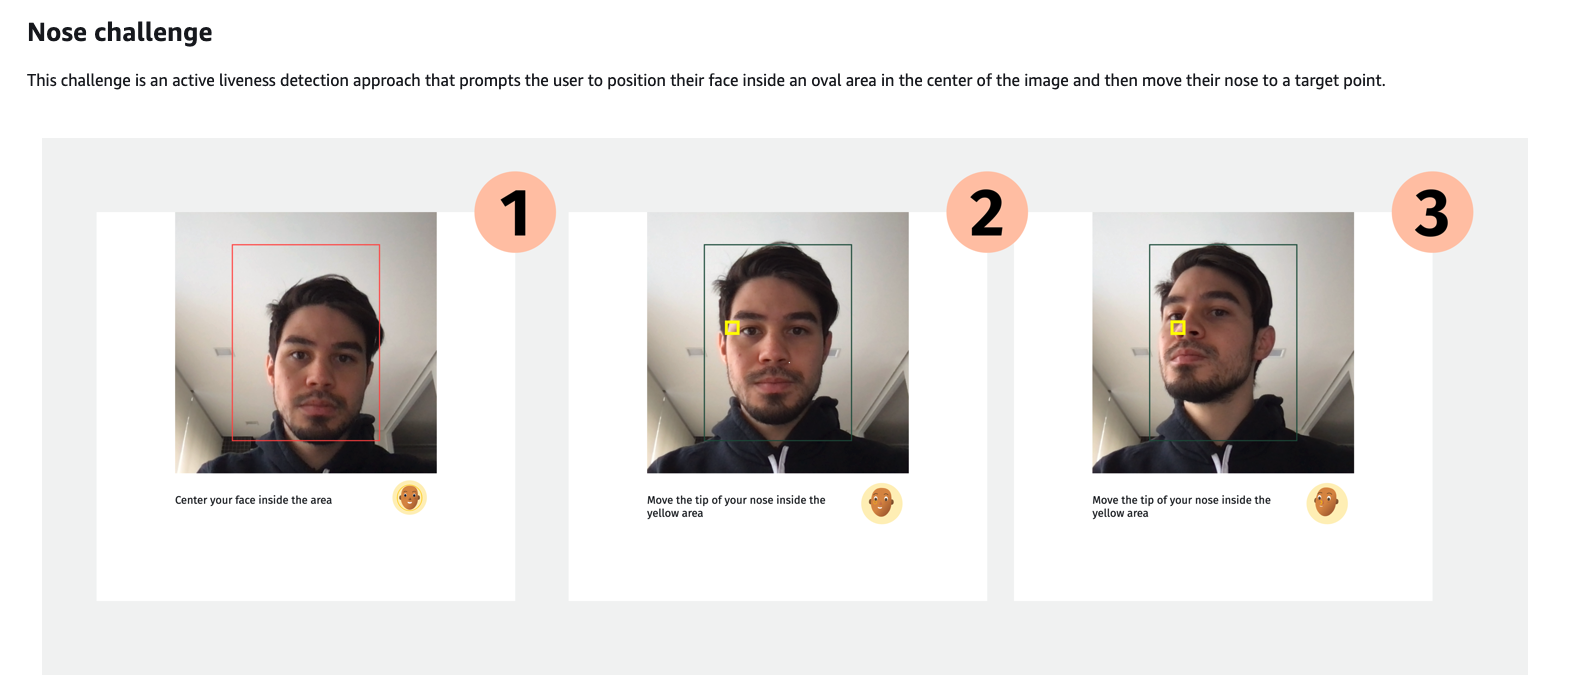 Nose challenge
This challenge is an active liveness detection approach that prompts the user to position their face inside an oval area in the center of the image and then move their nose to a target point.
1
2
3
Center your face inside the area
Move the tip of your nose inside the
yellow area
Move the tip of your nose inside the
yellow area